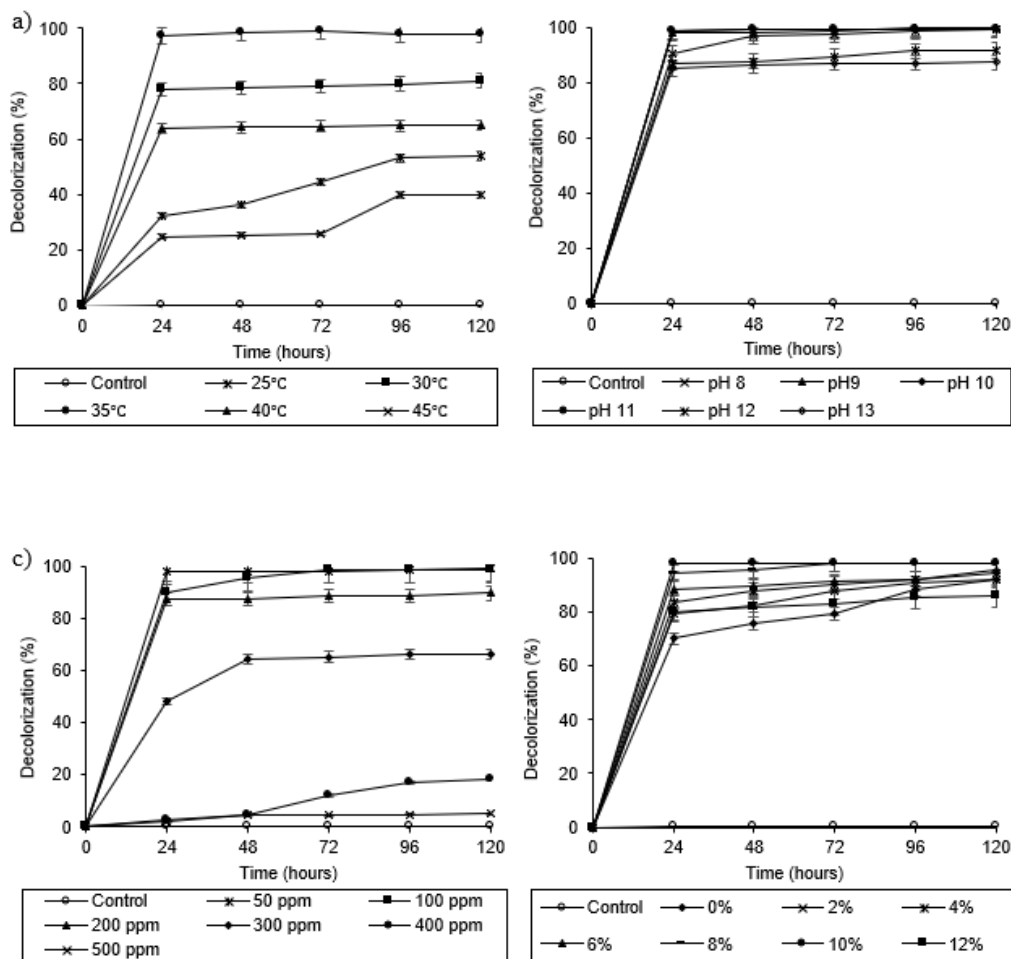 a)
Decolorization (%)
100
80
60
40
20
0
0 24 48 72 96 120
Time (hours)
Control 25°C 30°C
35°C 40°C 45°C
Decolorization (%)
100
80
60
40
20
0
0 24 48 72 96 120
Time (hours)
Control pH 8 pH9 pH 10
pH 11 pH 12 pH 13
c)
Decolorization (%)
100
80
60
40
20
0
0 24 48 72 96 120
Time (hours)
Control 50 ppm 100 ppm
200 ppm 300 ppm 400 ppm
500 ppm
Decolorization (%)
100
80
60
40
20
0
0 24 48 72 96 120
Time (hours)
Control 0% 2% 4%
6% 8% 10% 12%